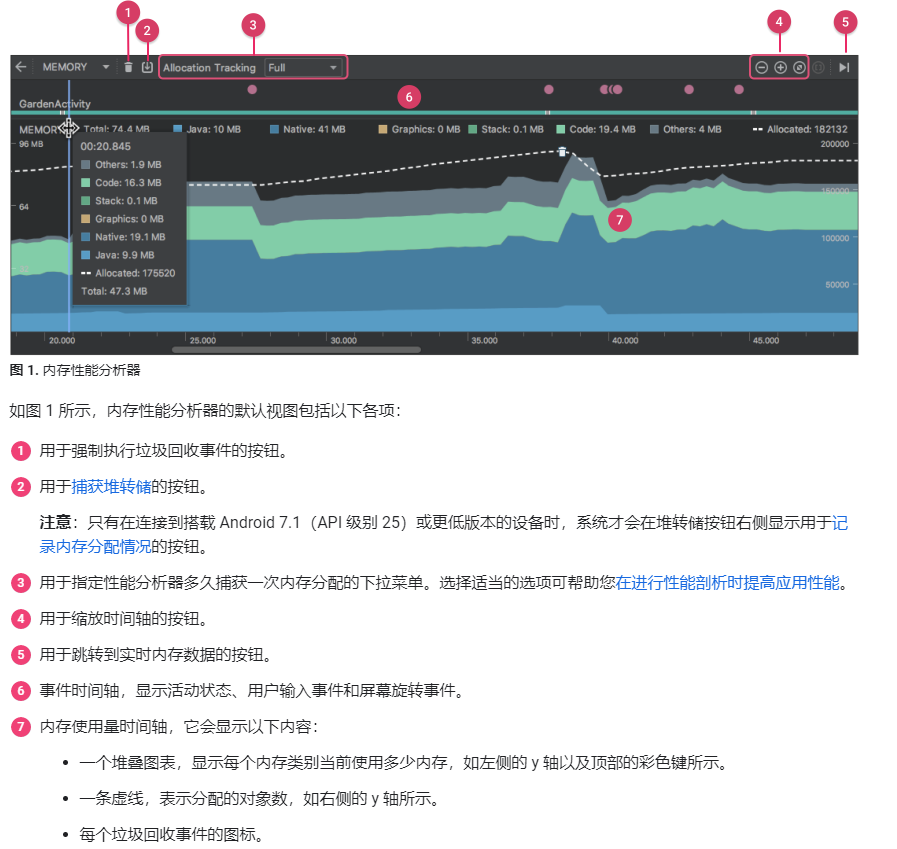 1
2
3
4
5
MEMORY
Allocation Tracking Full
6
GardenActivity
MEMORY Total: 74.4 MB Java: 10 MB Native: 41 MB Graphics: 0 MB Stack: 0.1 MB Code: 19.4 MB Others: 4 MB Allocated: 182132
96 MB
200000
00:20.845
Others: 1.9 MB
Code: 16.3 MB
150000
Stack: 0.1 MB
64
Graphics: 0 MB
7
Native: 19.1 MB
100000
Java: 9.9 MB
Allocated: 175520
50000
Total: 47.3 MB
20.000 25.000 30.000 35.000 40.000 45.000
图 1. 内存性能分析器
如图 1 所示，内存性能分析器的默认视图包括以下各项：
1 用于强制执行垃圾回收事件的按钮。
2 用于捕获堆转储的按钮。
注意：只有在连接到搭载 Android 7.1（API 级别 25）或更低版本的设备时，系统才会在堆转储按钮右侧显示用于记
录内存分配情况的按钮。
3 用于指定性能分析器多久捕获一次内存分配的下拉菜单。选择适当的选项可帮助您在进行性能剖析时提高应用性能。
4 用于缩放时间轴的按钮。
5 用于跳转到实时内存数据的按钮。
6 事件时间轴，显示活动状态、用户输入事件和屏幕旋转事件。
7 内存使用量时间轴，它会显示以下内容：
• 一个堆叠图表，显示每个内存类别当前使用多少内存，如左侧的 y 轴以及顶部的彩色键所示。
• 一条虚线，表示分配的对象数，如右侧的 y 轴所示。
• 每个垃圾回收事件的图标。